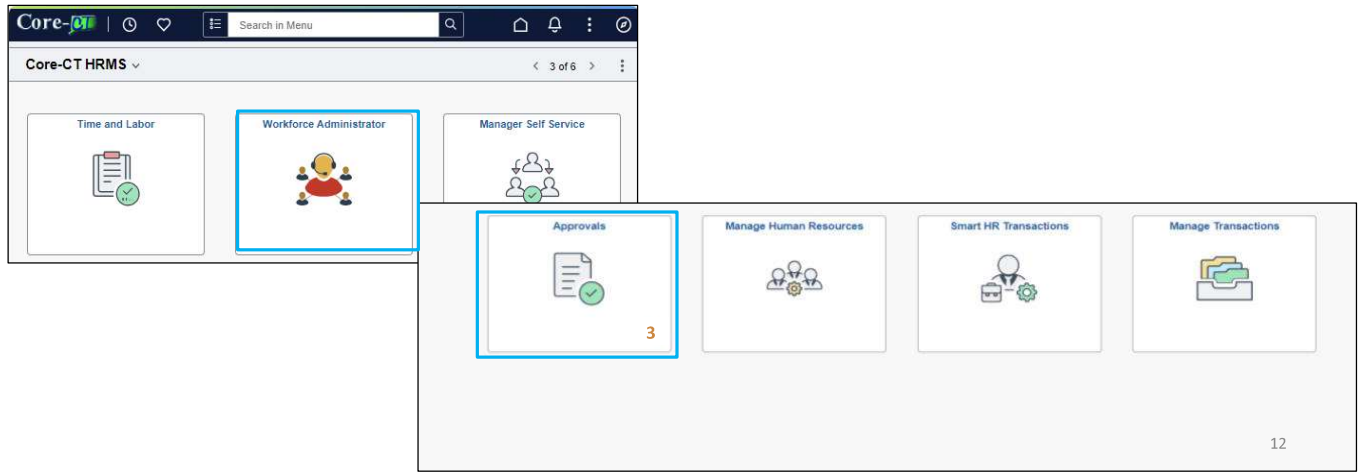 Core-CT
Search in Menu
Core-CT HRMS
3 of 6
Time and Labor
Workforce Administrator
Manager Self Service
Approvals
Manage Human Resources
Smart HR Transactions
Manage Transactions
3
12